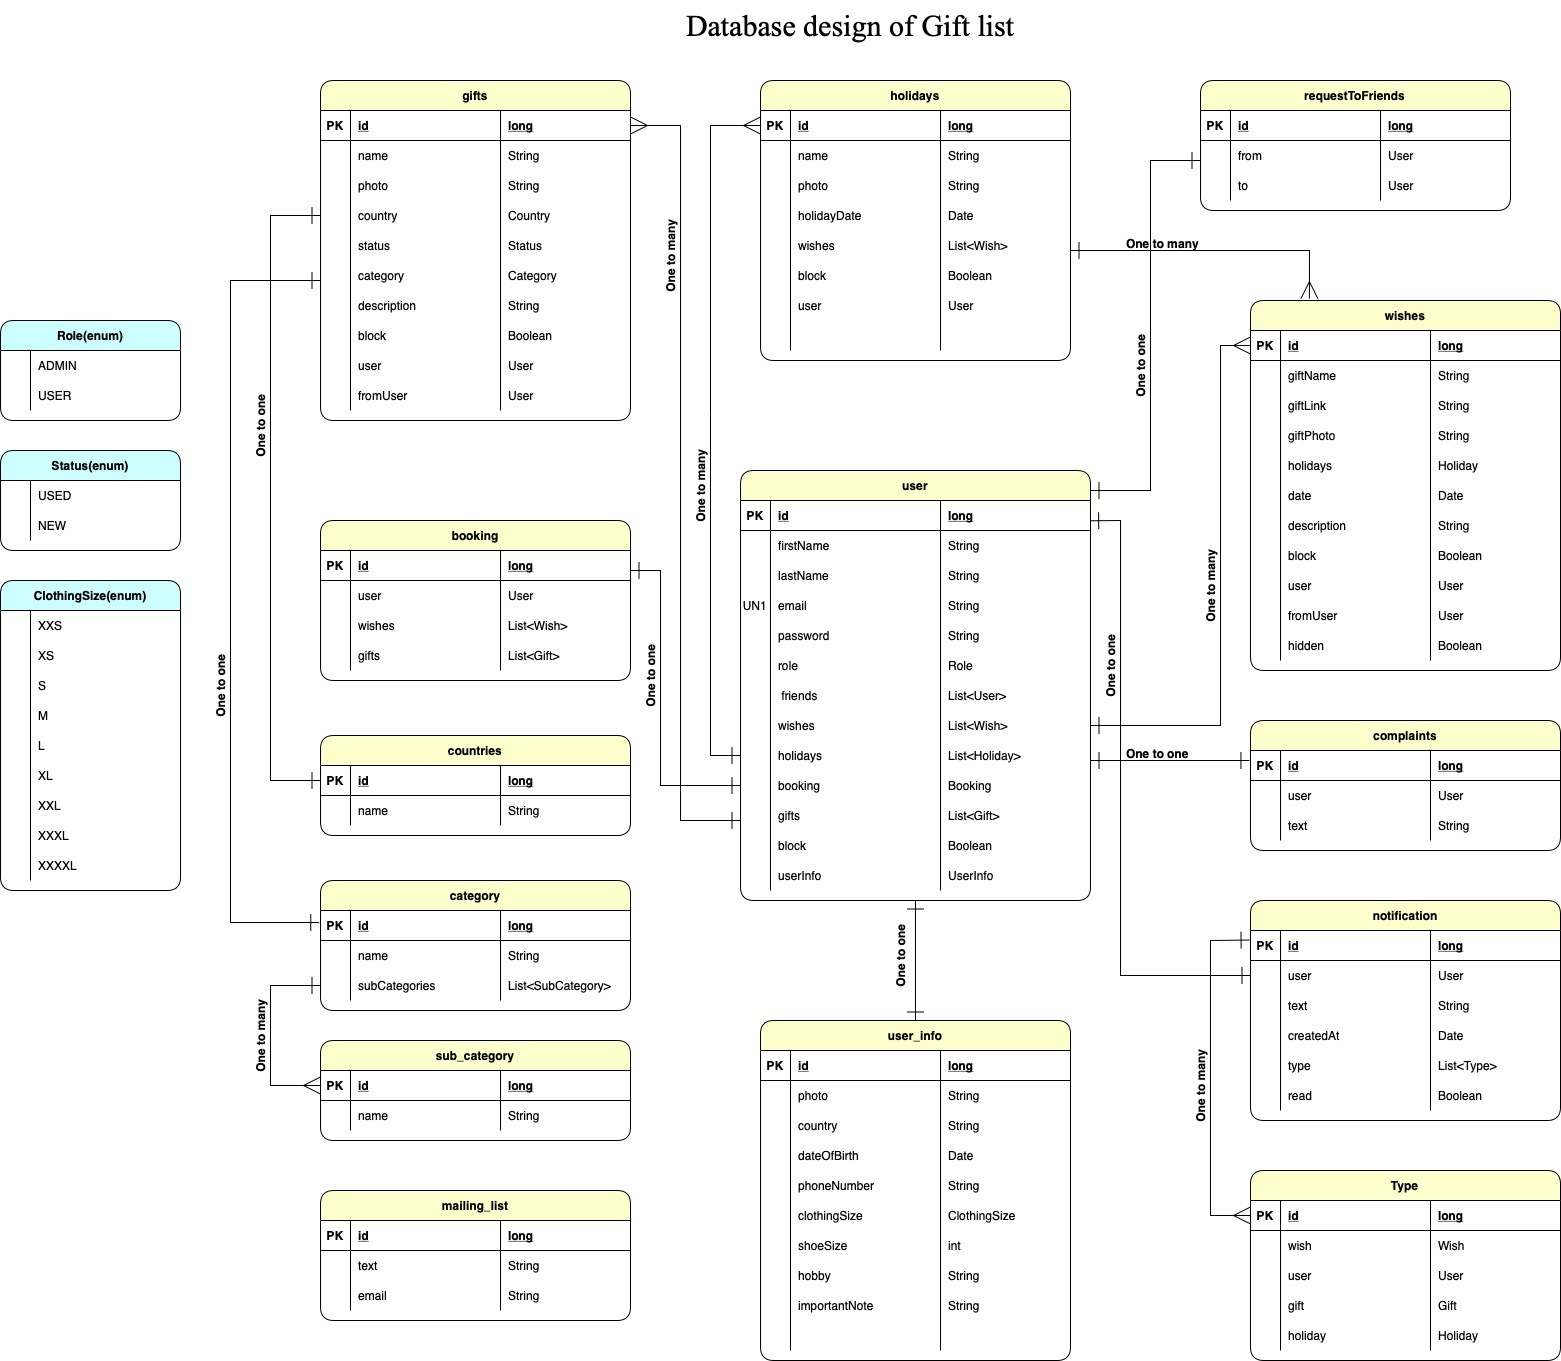 Database design of Gift list
gifts
PK id long
name String
photo String
country Country
status Status
category Category
description String
block Boolean
user User
fromUser User
holidays
PK id long
name String
photo String
holidayDate Date
wishes List<Wish>
block Boolean
user User
requestToFriends
PK id long
from User
to User
One to many
One to many
One to one
One to one
One to many
One to many
One to one
One to one
One to one
One to one
One to one
One to many
One to many
wishes
PK id long
giftName String
giftLink String
giftPhoto String
holidays Holiday
date Date
description String
block Boolean
user User
fromUser User
hidden Boolean
Role(enum)
ADMIN
USER
Status(enum)
USED
NEW
ClothingSize(enum)
XXS
XS
S
M
L
XL
XXL
XXXL
XXXXL
booking
PK id long
user User
wishes List<Wish>
gifts List<Gift>
user
PK id long
firstName String
lastName String
UN1 email String
password String
role Role
friends List<User>
wishes List<Wish>
holidays List<Holiday>
booking Booking
gifts List<Gift>
block Boolean
userInfo UserInfo
countries
PK id long
name String
complaints
PK id long
user User
text String
category
PK id long
name String
subCategories List<SubCategory>
notification
PK id long
user User
text String
createdAt Date
type List<Type>
read Boolean
sub_category
PK id long
name String
user_info
PK id long
photo String
country String
dateOfBirth Date
phoneNumber String
clothingSize ClothingSize
shoeSize int
hobby String
importantNote String
mailing_list
PK id long
text String
email String
Type
PK id long
wish Wish
user User
gift Gift
holiday Holiday